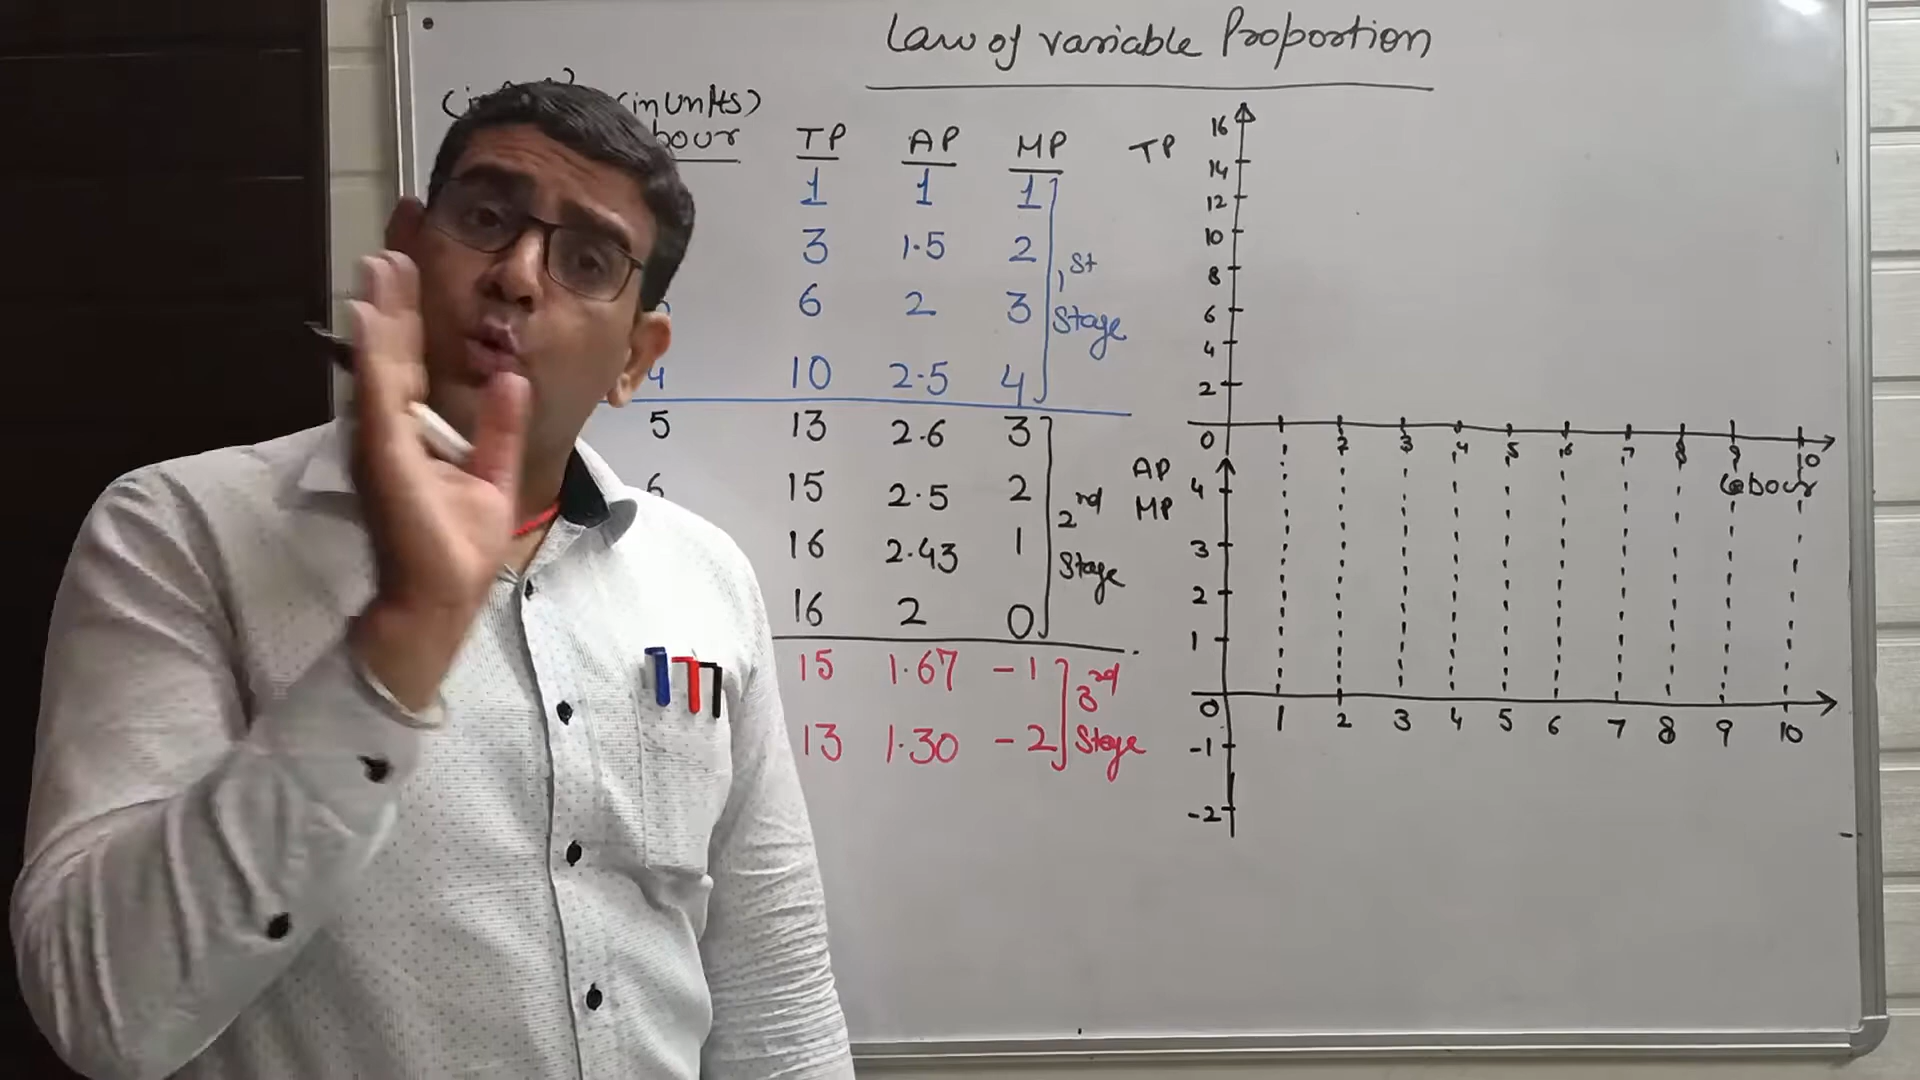 Law of variable Proportion
(in Units)
TP AP MP
1 1 1
3 1.5 2
6 2 3
4 10 2.5 4
1st Stage
5 13 2.6 3
6 15 2.5 2
16 2.43 1
16 2 0
2nd Stage
15 1.67 -1
13 1.30 -2
3rd Stage
TP
16
14
12
10
8
6
4
2
0 2 3 4 5 6 7 8 9 10
Labour
AP
MP
4
3
2
1
0 1 2 3 4 5 6 7 8 9 10
-1
-2